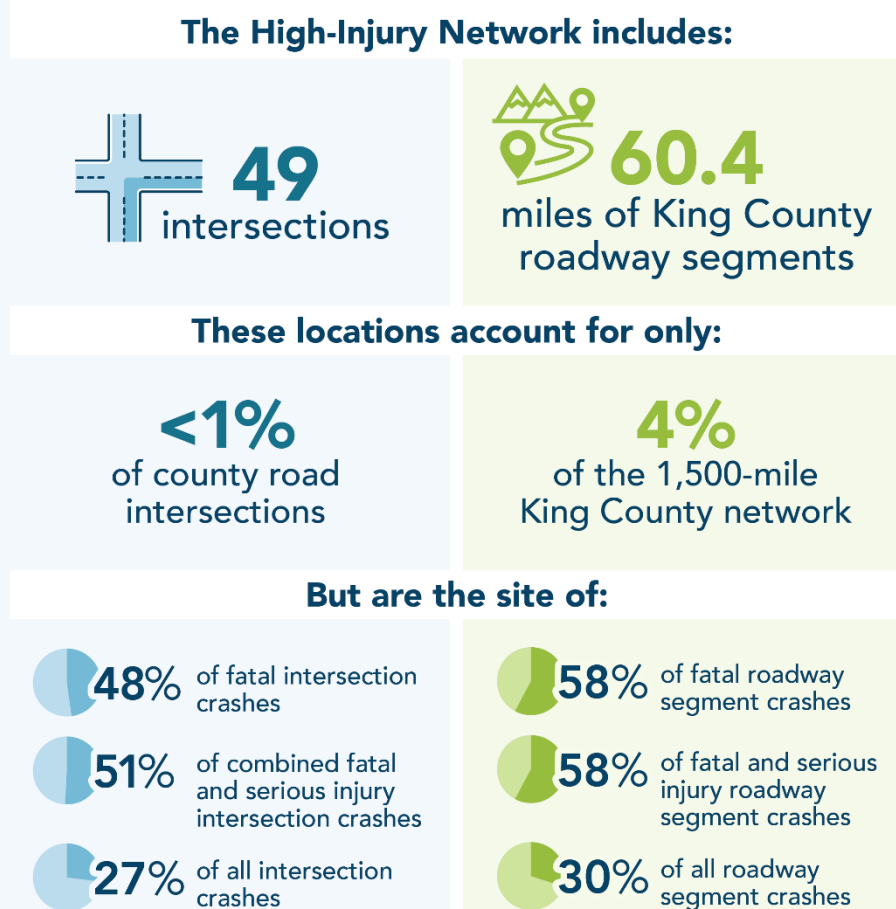 The High-Injury Network includes:
49
intersections
60.4
miles of King County
roadway segments
These locations account for only:
<1%
of county road
intersections
4%
of the 1,500-mile
King County network
But are the site of:
48% of fatal intersection
crashes
51% of combined fatal
and serious injury
intersection crashes
27% of all intersection
crashes
58% of fatal roadway
segment crashes
58% of fatal and serious
injury roadway
segment crashes
30% of all roadway
segment crashes